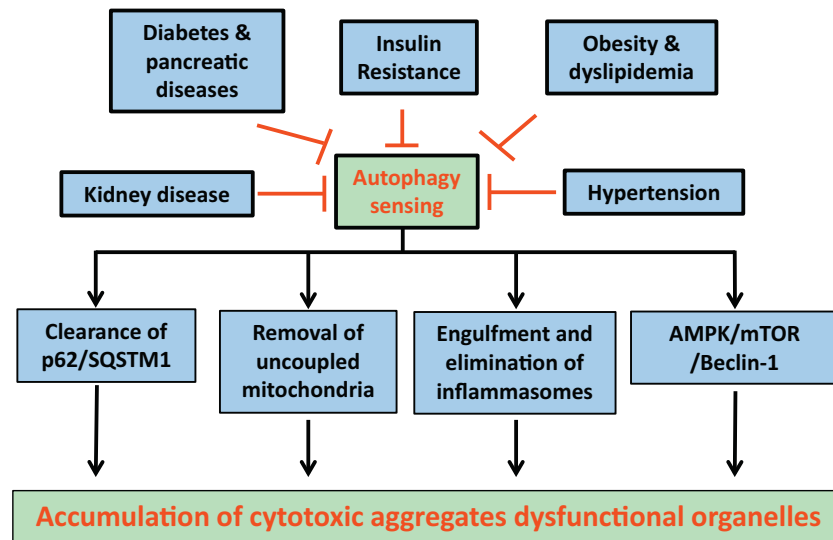 Diabetes &
pancreatic
diseases
Insulin
Resistance
Obesity &
dyslipidemia
Kidney disease
Autophagy
sensing
Hypertension
Clearance of
p62/SQSTM1
Removal of
uncoupled
mitochondria
Engulfment and
elimination of
inflammasomes
AMPK/mTOR
/Beclin-1
Accumulation of cytotoxic aggregates dysfunctional organelles